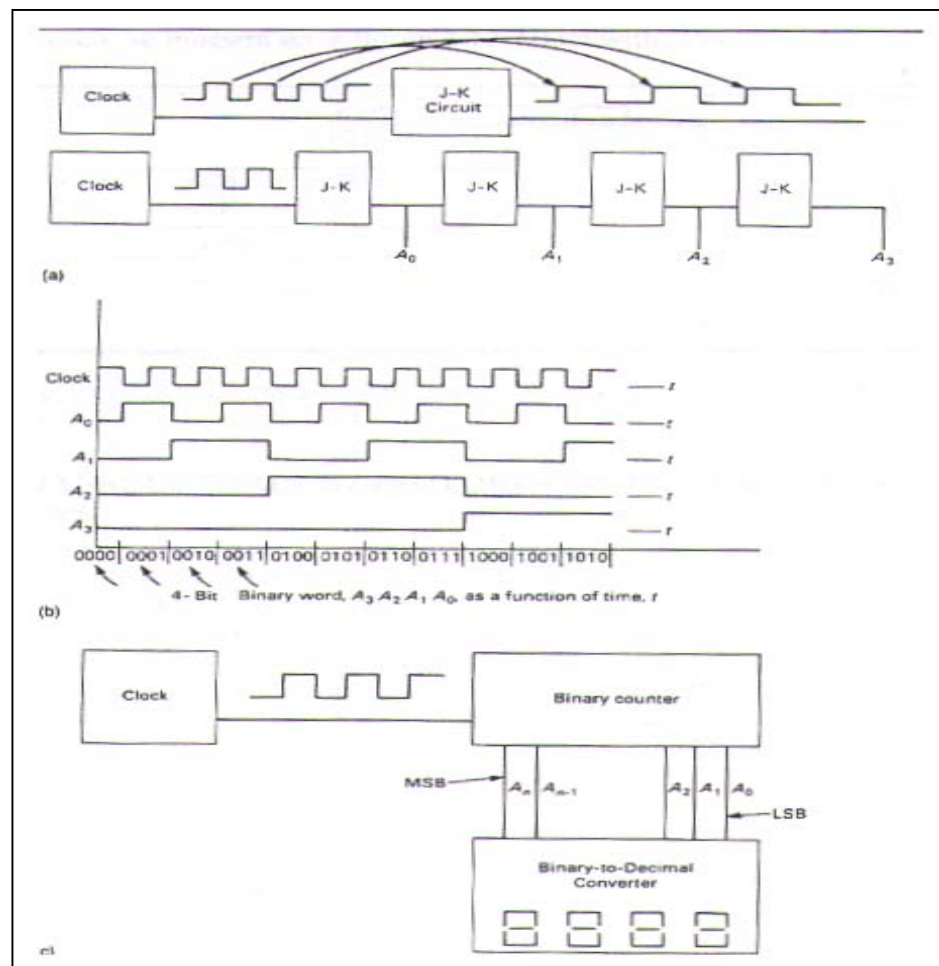 Clock
J-K
Circuit
Clock
J-K
J-K
J-K
J-K
A0
A1
A2
A3
(a)
Clock
t
A0
t
A1
t
A2
t
A3
t
0000 0001 0010 0011 0100 0101 0110 0111 1000 1001 1010
4-Bit Binary word, A3 A2 A1 A0, as a function of time, t
(b)
Clock
Binary counter
MSB
An An-1 A2 A1 A0
LSB
Binary-to-Decimal
Converter
c)